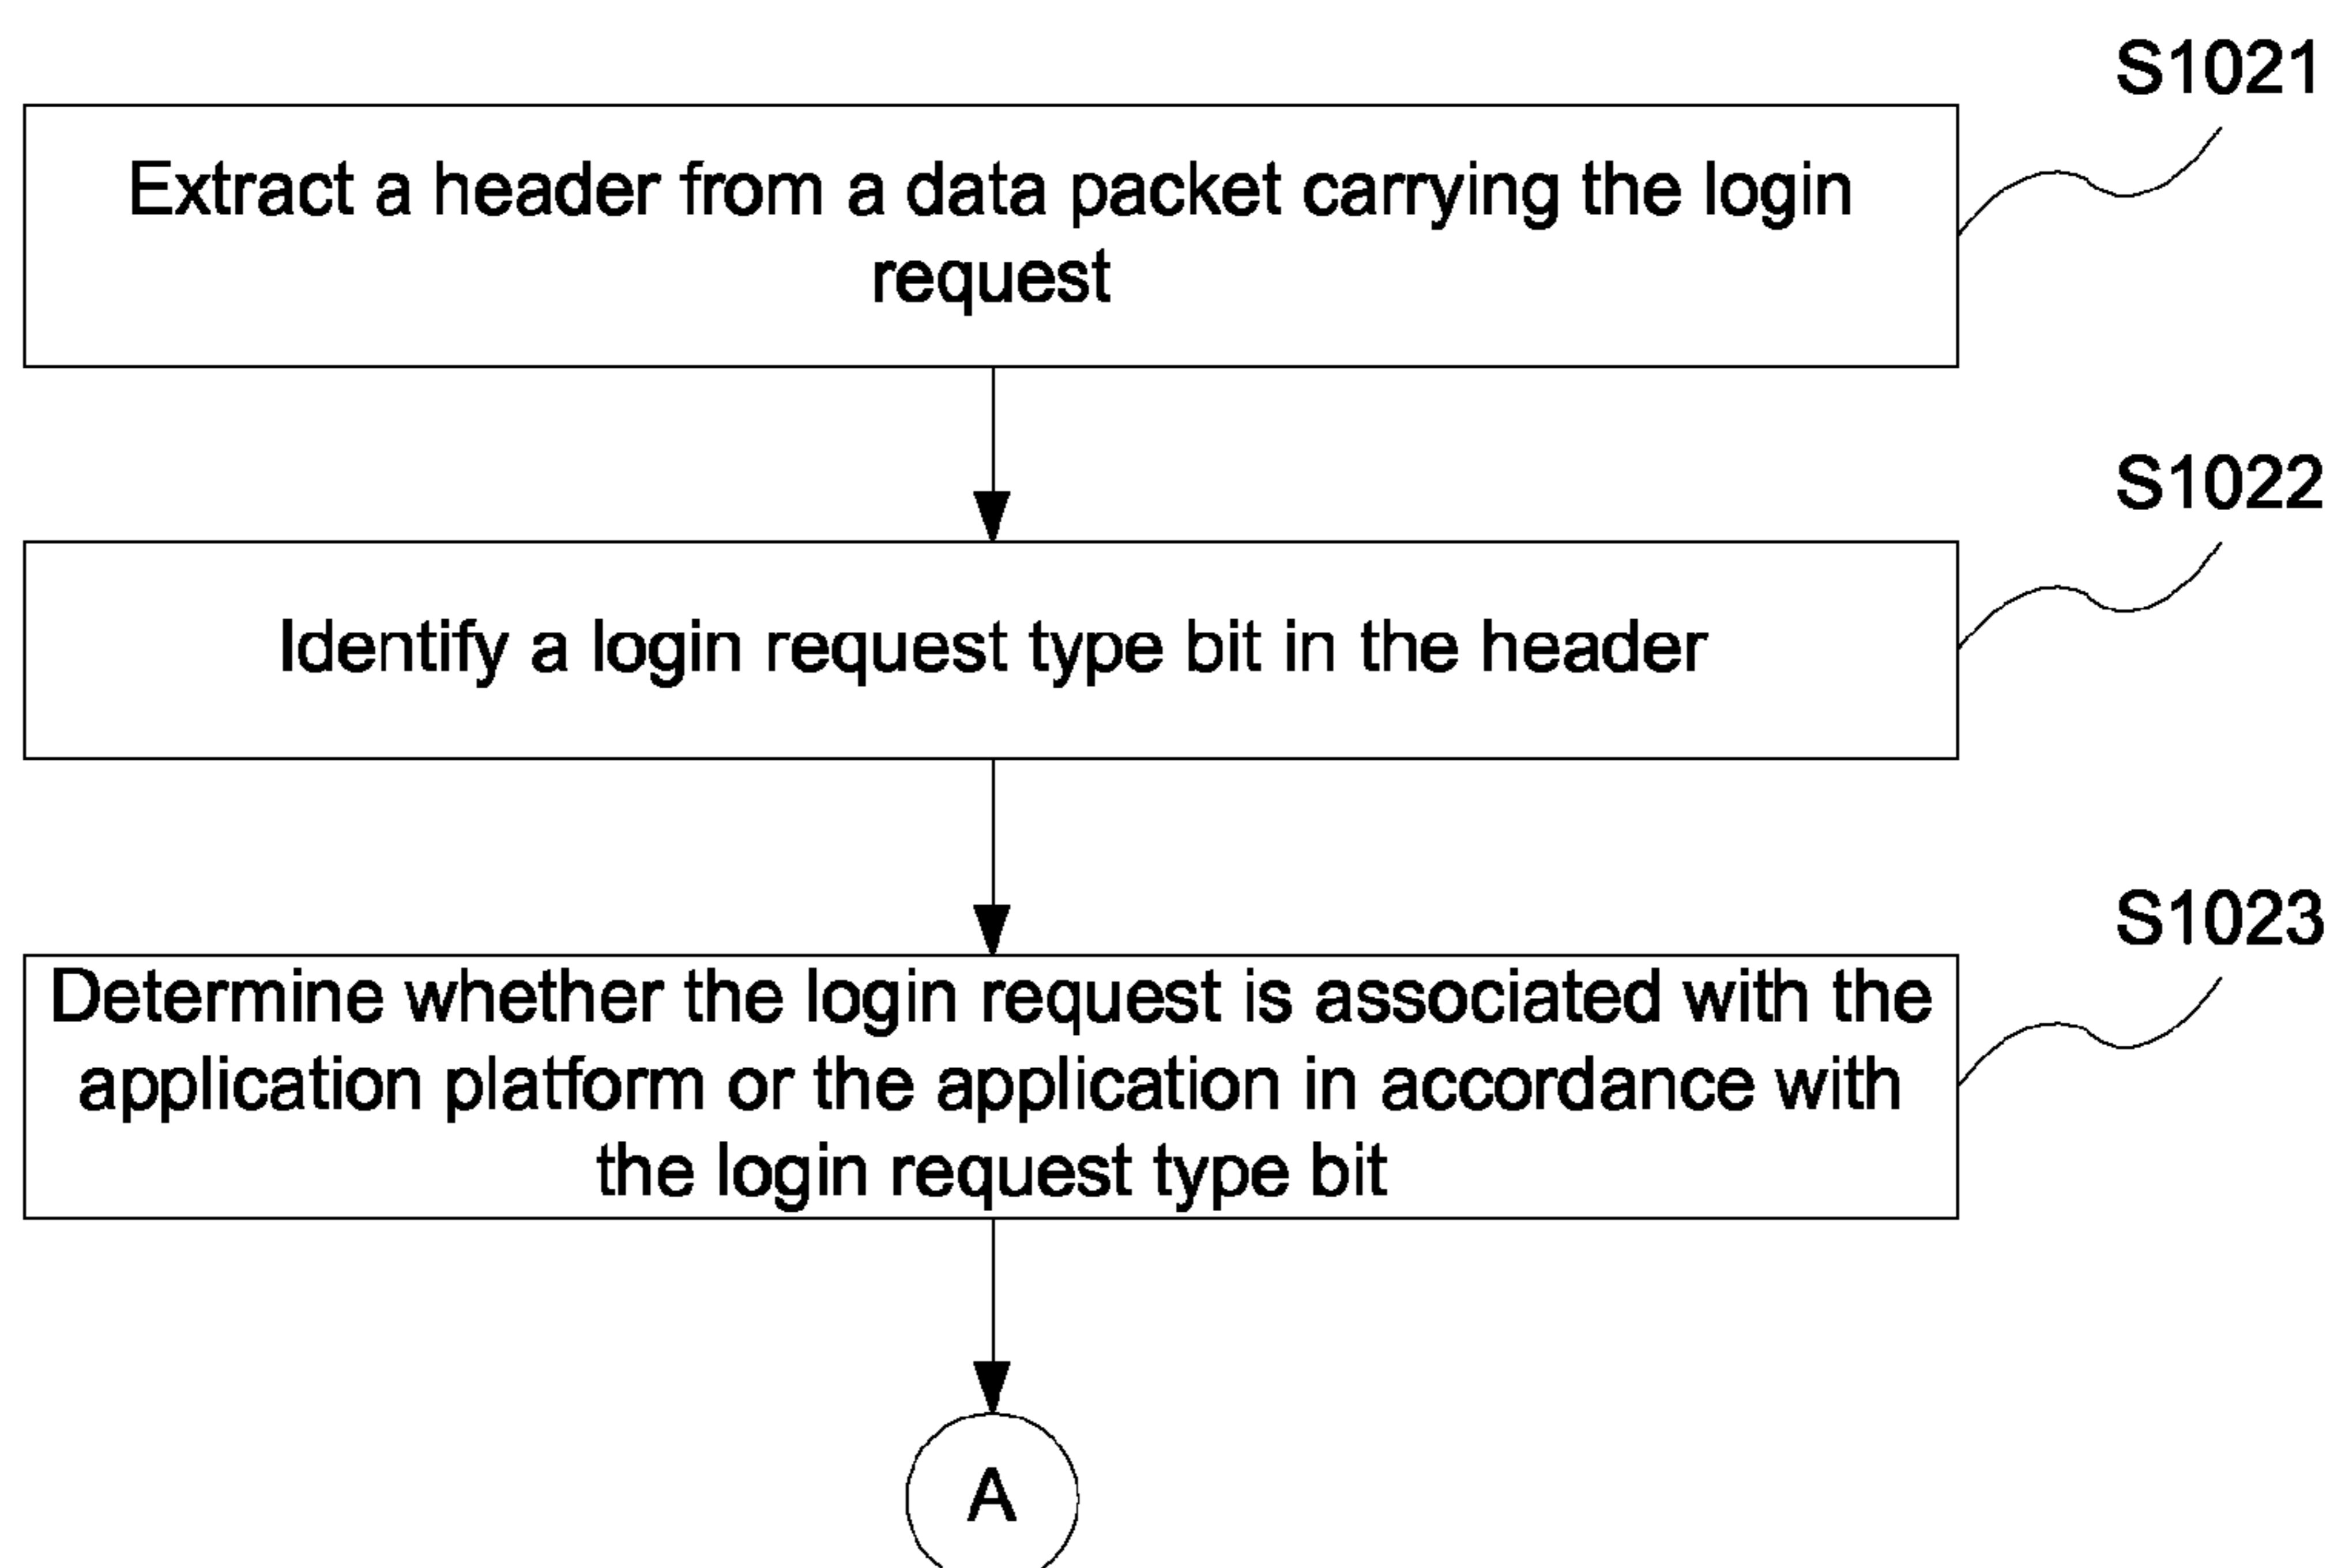 S1021
Extract a header from a data packet carrying the login
request
S1022
Identify a login request type bit in the header
S1023
Determine whether the login request is associated with the
application platform or the application in accordance with
the login request type bit
A